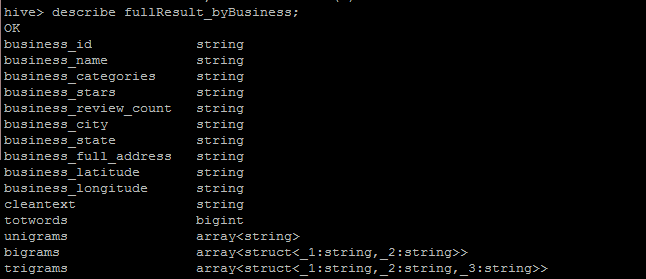 hive> describe fullResult_byBusiness;
OK
business_id string
business_name string
business_categories string
business_stars string
business_review_count string
business_city string
business_state string
business_full_address string
business_latitude string
business_longitude string
cleantext string
totwords bigint
unigrams array<string>
bigrams array<struct<_1:string,_2:string>>
trigrams array<struct<_1:string,_2:string,_3:string>>